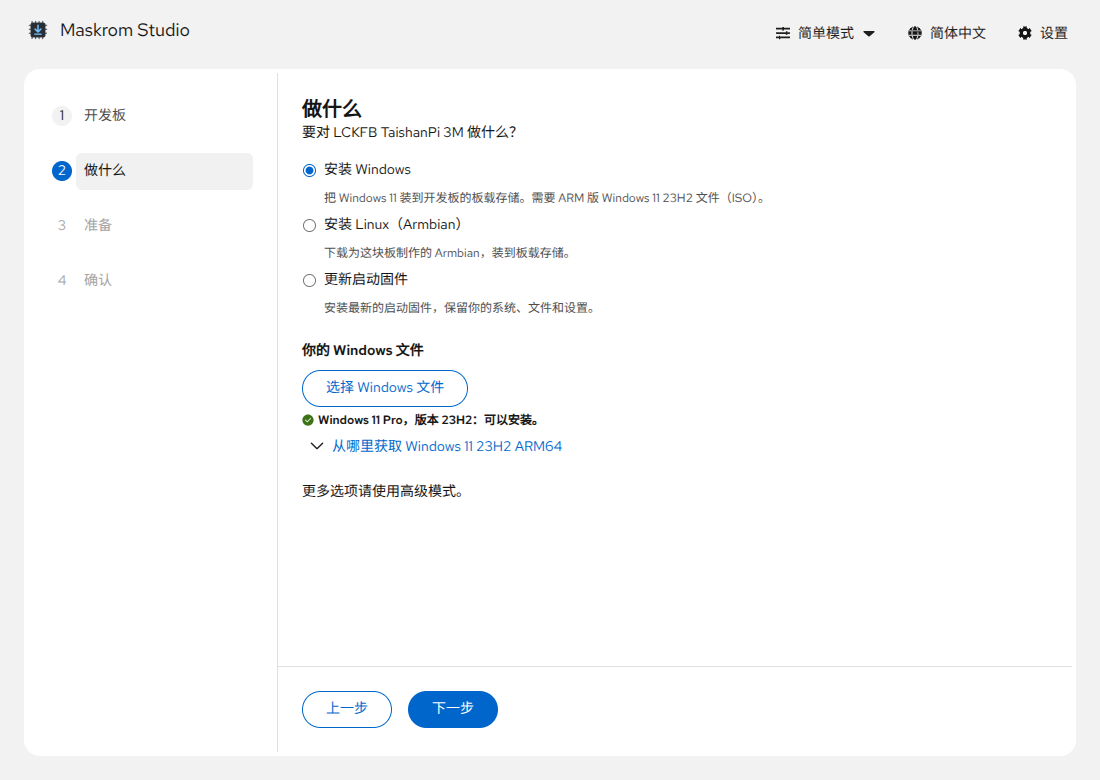 Maskrom Studio
简单模式
简体中文
设置
1 开发板
2 做什么
3 准备
4 确认
做什么
要对 LCKFB TaishanPi 3M 做什么？
安装 Windows
把 Windows 11 装到开发板的板载存储。需要 ARM 版 Windows 11 23H2 文件（ISO）。
安装 Linux（Armbian）
下载为这块板制作的 Armbian，装到板载存储。
更新启动固件
安装最新的启动固件，保留你的系统、文件和设置。
你的 Windows 文件
选择 Windows 文件
Windows 11 Pro，版本 23H2：可以安装。
从哪里获取 Windows 11 23H2 ARM64
更多选项请使用高级模式。
上一步
下一步